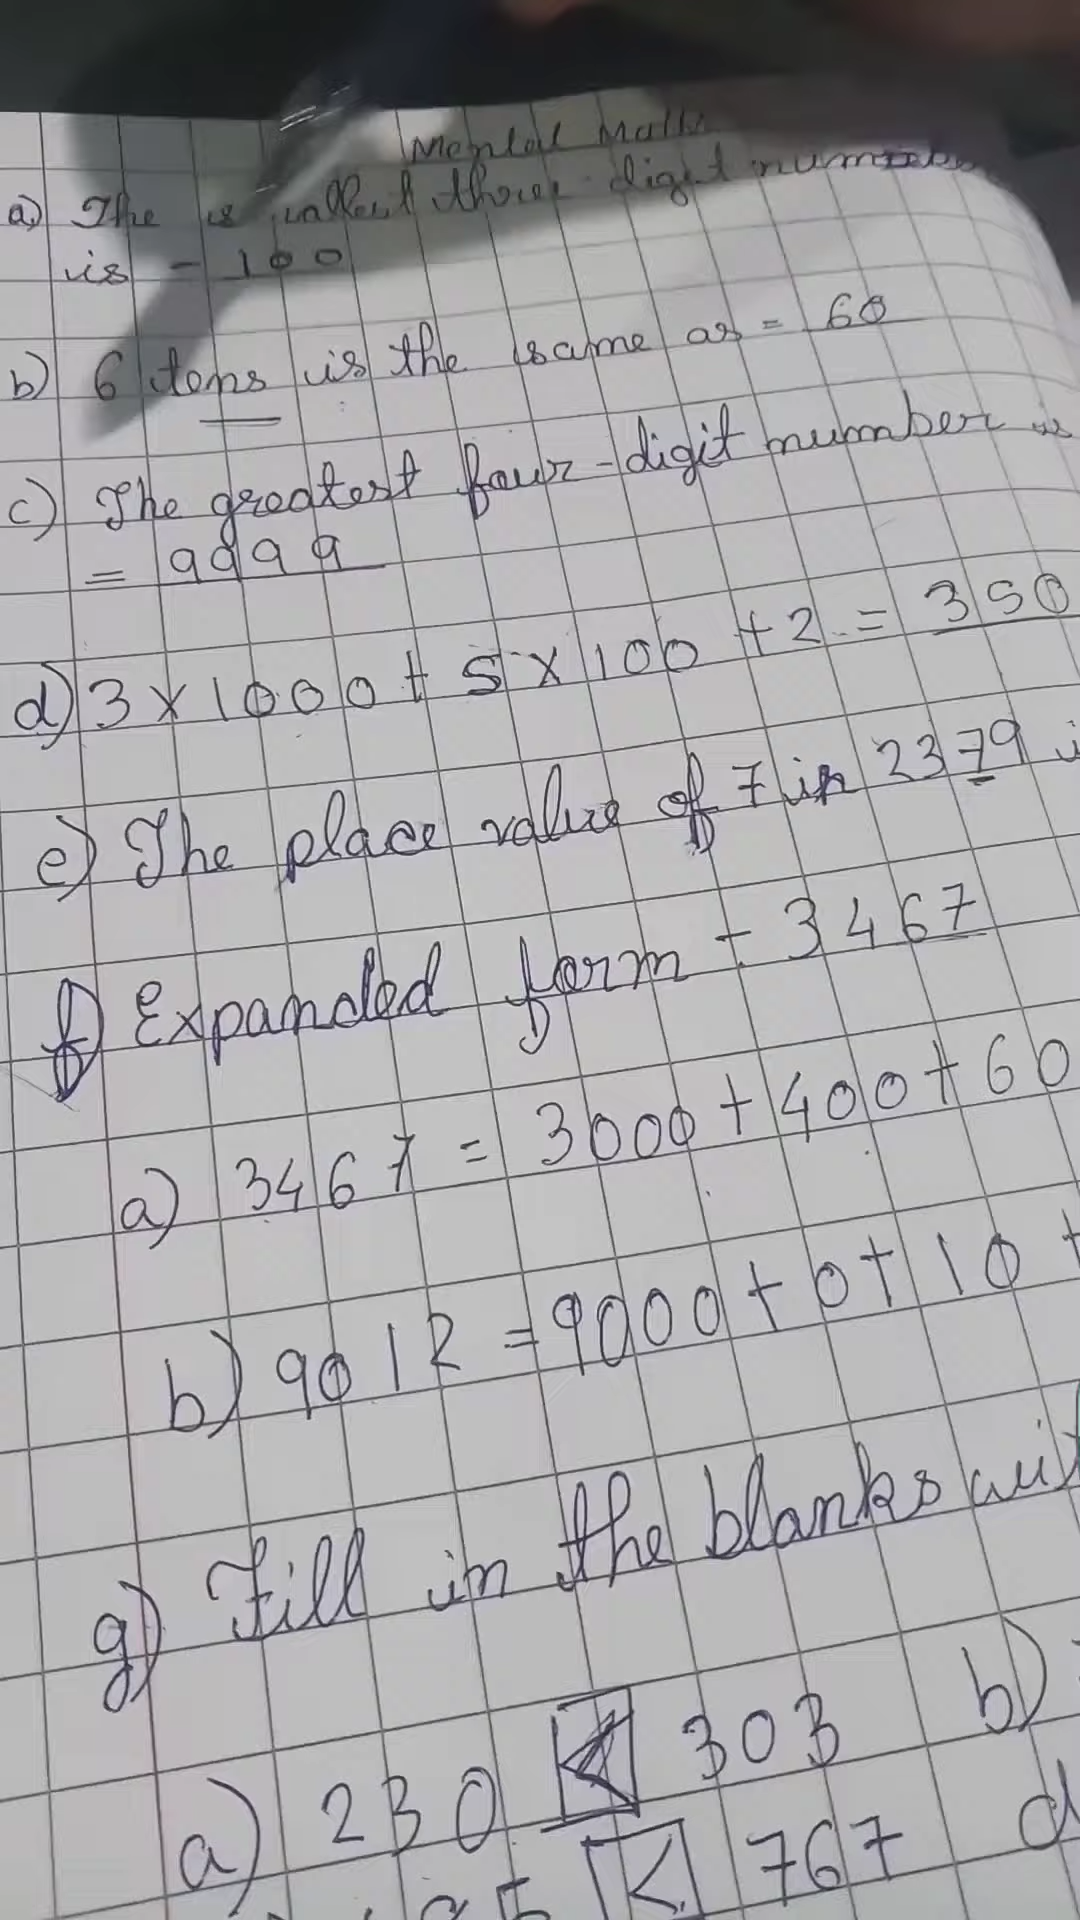 Mental Math
a) The is smallest three digit number
is - 100
b) 6 tens is the same as = 60
c) The greatest four-digit number is
= 9999
d) 3 x 1000 + 5 x 100 + 2 = 350
e) The place value of 7 in 2379 i
f) Expanded form - 3467
a) 3467 = 3000 + 400 + 60
b) 9012 = 9000 + 0 + 10 +
g) Fill in the blanks wit
a) 230 < 303 b)
< 767 d